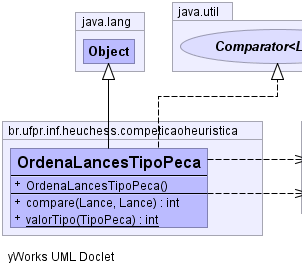 java.lang
java.util
Object
Comparator<L
br.ufpr.inf.heuchess.competicaoheuristica
OrdenaLancesTipoPeca
+ OrdenaLancesTipoPeca()
+ compare(Lance, Lance) : int
+ valorTipo(TipoPeca) : int
yWorks UML Doclet